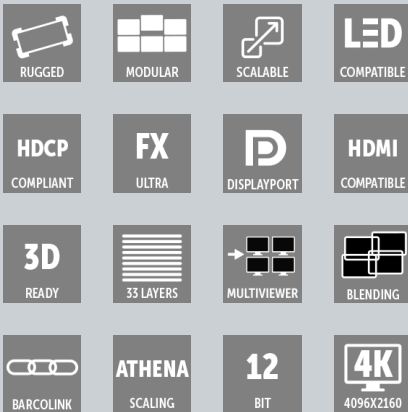 RUGGED
MODULAR
SCALABLE
LED
COMPATIBLE
HDCP
COMPLIANT
FX
ULTRA
DISPLAYPORT
HDMI
COMPATIBLE
3D
READY
33 LAYERS
MULTIVIEWER
BLENDING
BARCOLINK
ATHENA
SCALING
12
BIT
4K
4096X2160